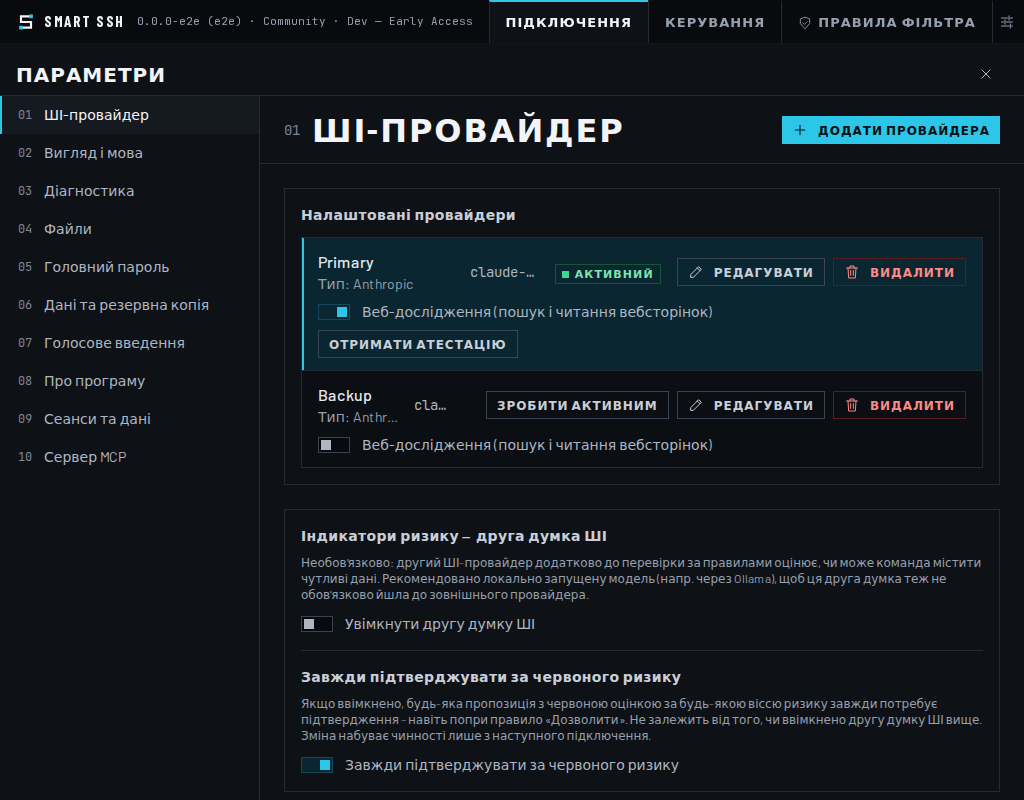 SMART SSH 0.0.0-e2e (e2e) · Community · Dev — Early Access ПІДКЛЮЧЕННЯ КЕРУВАННЯ ПРАВИЛА ФІЛЬТРА
ПАРАМЕТРИ
01 ШІ-провайдер
02 Вигляд і мова
03 Діагностика
04 Файли
05 Головний пароль
06 Дані та резервна копія
07 Голосове введення
08 Про програму
09 Сеанси та дані
10 Сервер MCP
01 ШІ-ПРОВАЙДЕР ДОДАТИ ПРОВАЙДЕРА
Налаштовані провайдери
Primary
Тип: Anthropic
claude-… АКТИВНИЙ РЕДАГУВАТИ ВИДАЛИТИ
Веб-дослідження (пошук і читання вебсторінок)
ОТРИМАТИ АТЕСТАЦІЮ
Backup
Тип: Anthr…
cla… ЗРОБИТИ АКТИВНИМ РЕДАГУВАТИ ВИДАЛИТИ
Веб-дослідження (пошук і читання вебсторінок)
Індикатори ризику – друга думка ШІ
Необов'язково: другий ШІ-провайдер додатково до перевірки за правилами оцінює, чи може команда містити
чутливі дані. Рекомендовано локально запущену модель (напр. через Ollama), щоб ця друга думка теж не
обов'язково йшла до зовнішнього провайдера.
Увімкнути другу думку ШІ
Завжди підтверджувати за червоного ризику
Якщо ввімкнено, будь-яка пропозиція з червоною оцінкою за будь-якою віссю ризику завжди потребує
підтвердження – навіть попри правило «Дозволити». Не залежить від того, чи ввімкнено другу думку ШІ вище.
Зміна набуває чинності лише з наступного підключення.
Завжди підтверджувати за червоного ризику